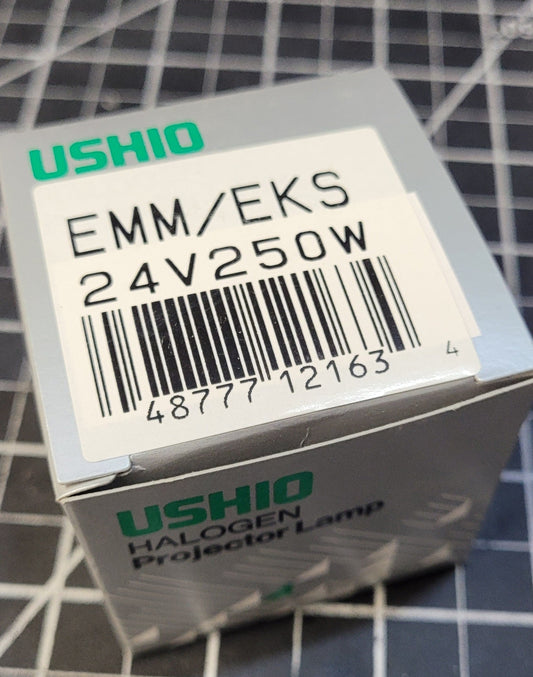 USHIO
EMM/EKS
24V250W
48777 12163 4
USHIO
HALOGEN
Projector Lamp